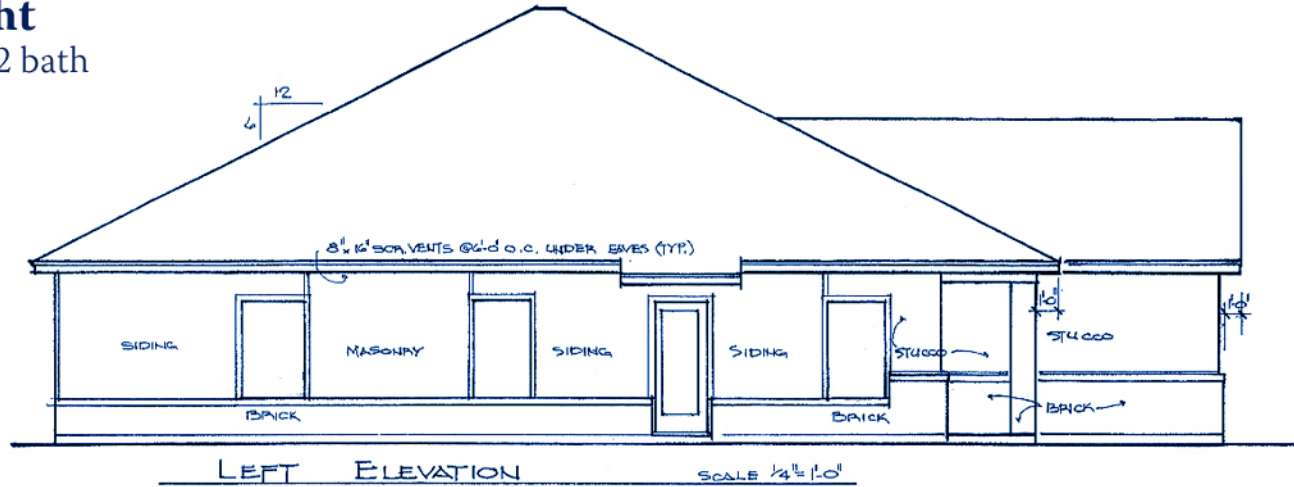 ht
2 bath
12
6
8"x16" SCR. VENTS @6'-0" O.C. UNDER EAVES (TYP.)
1'-0"
1'-0"
SIDING
MASONRY
SIDING
SIDING
STUCCO
STUCCO
BRICK
BRICK
BRICK
LEFT ELEVATION
SCALE 1/4"=1'-0"